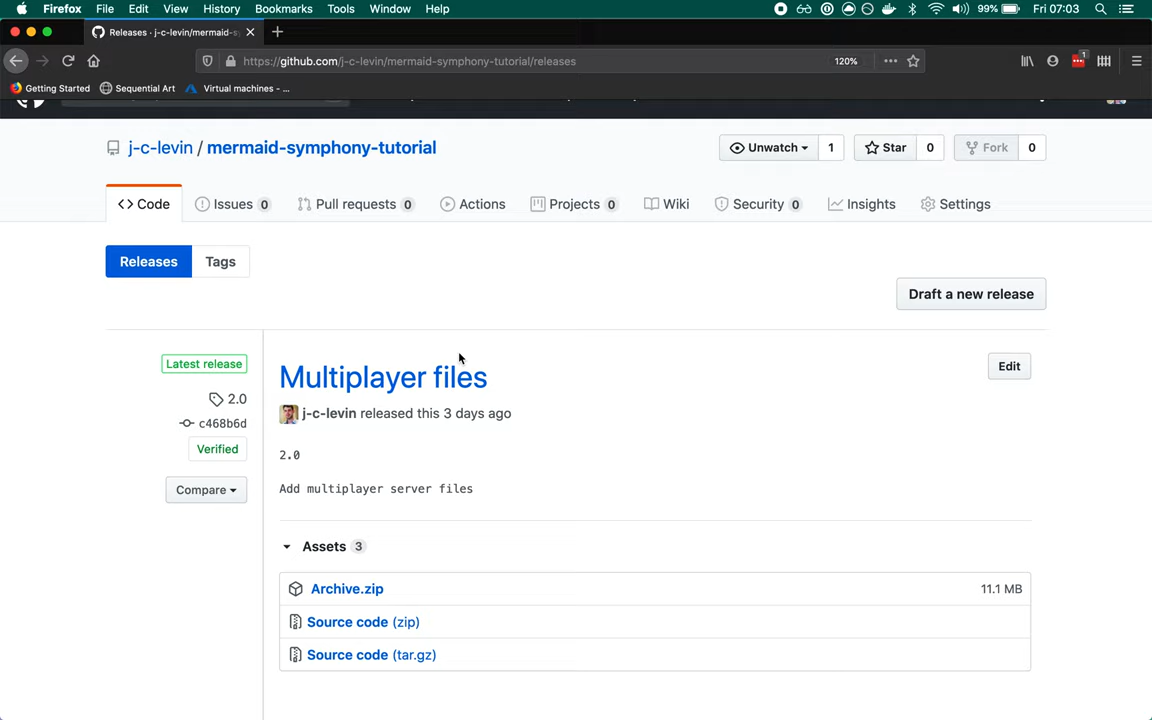 Firefox File Edit View History Bookmarks Tools Window Help 99% Fri 07:03
Releases · j-c-levin/mermaid-s
https://github.com/j-c-levin/mermaid-symphony-tutorial/releases 120% 1
Getting Started Sequential Art Virtual machines - ...
j-c-levin / mermaid-symphony-tutorial Unwatch 1 Star 0 Fork 0
Code Issues 0 Pull requests 0 Actions Projects 0 Wiki Security 0 Insights Settings
Releases Tags
Draft a new release
Latest release
2.0
c468b6d
Verified
Compare
Multiplayer files
Edit
j-c-levin released this 3 days ago
2.0
Add multiplayer server files
Assets 3
Archive.zip 11.1 MB
Source code (zip)
Source code (tar.gz)